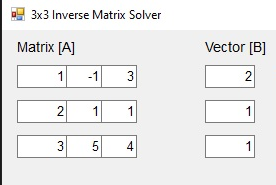 3x3 Inverse Matrix Solver
Matrix [A] Vector [B]
1 -1 3 2
2 1 1 1
3 5 4 1